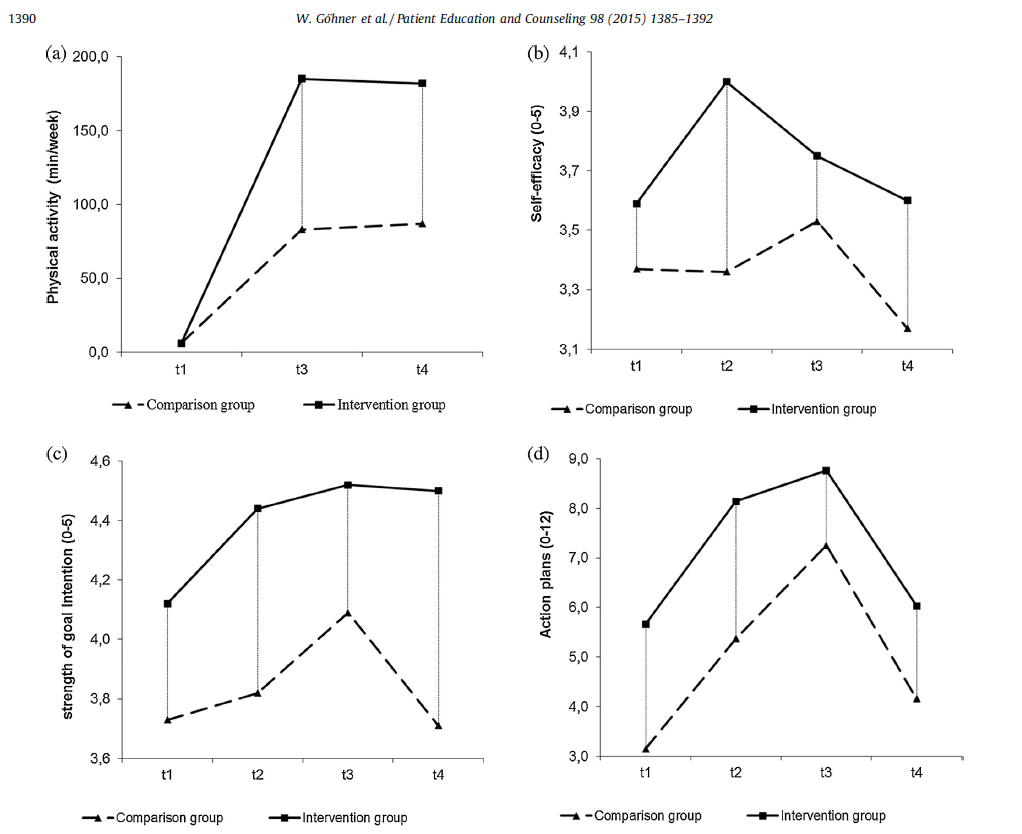 1390
W. Göhner et al. / Patient Education and Counseling 98 (2015) 1385–1392
(a)
Physical activity (min/week)
200,0
150,0
100,0
50,0
0,0
t1 t3 t4
Comparison group Intervention group
(b)
Self-efficacy (0-5)
4,1
3,9
3,7
3,5
3,3
3,1
t1 t2 t3 t4
Comparison group Intervention group
(c)
strength of goal Intention (0-5)
4,6
4,4
4,2
4,0
3,8
3,6
t1 t2 t3 t4
Comparison group Intervention group
(d)
Action plans (0-12)
9,0
8,0
7,0
6,0
5,0
4,0
3,0
t1 t2 t3 t4
Comparison group Intervention group